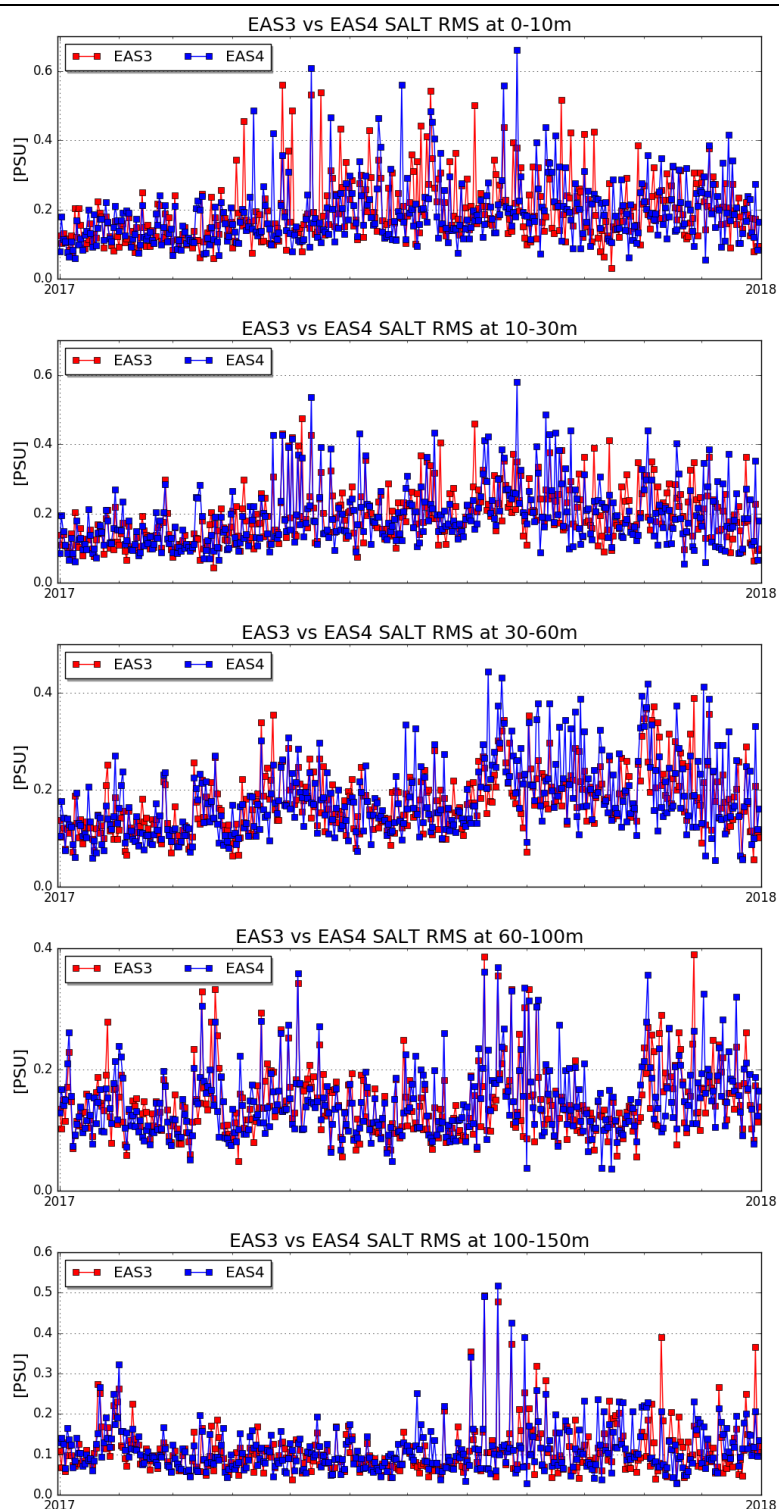 EAS3 vs EAS4 SALT RMS at 0-10m
EAS3 EAS4
0.6
0.4
0.2
0.0
[PSU]
2017 2018
EAS3 vs EAS4 SALT RMS at 10-30m
EAS3 EAS4
0.6
0.4
0.2
0.0
[PSU]
2017 2018
EAS3 vs EAS4 SALT RMS at 30-60m
EAS3 EAS4
0.4
0.2
0.0
[PSU]
2017 2018
EAS3 vs EAS4 SALT RMS at 60-100m
EAS3 EAS4
0.4
0.2
0.0
[PSU]
2017 2018
EAS3 vs EAS4 SALT RMS at 100-150m
EAS3 EAS4
0.6
0.5
0.4
0.3
0.2
0.1
0.0
[PSU]
2017 2018